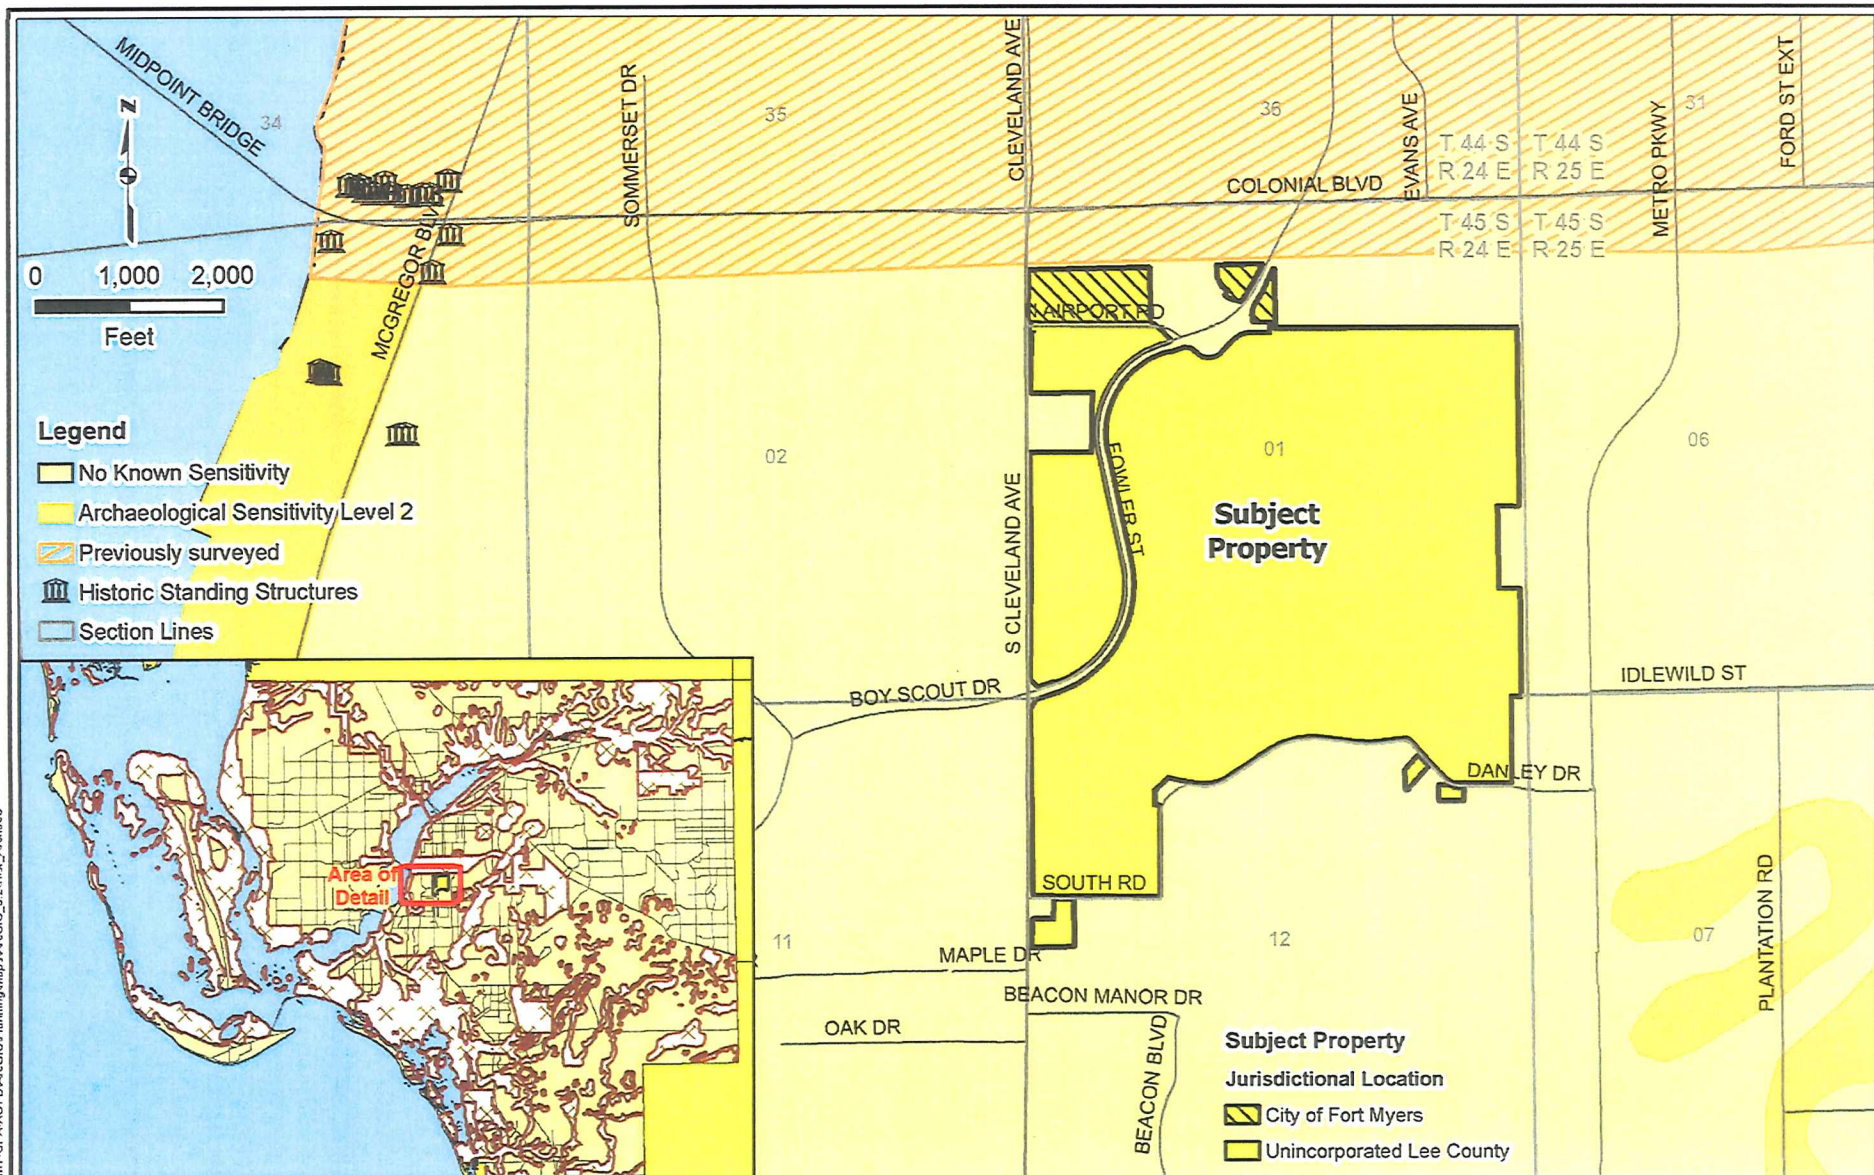 MIDPOINT BRIDGE
N
34
35
36
31
SOMMERSET DR
CLEVELAND AVE
EVANS AVE
METRO PKWY
FORD ST EXT
T 44 S
R 24 E
T 44 S
R 25 E
COLONIAL BLVD
T 45 S
R 24 E
T 45 S
R 25 E
0 1,000 2,000
Feet
MCGREGOR BLV
N AIRPORT RD
Legend
No Known Sensitivity
Archaeological Sensitivity Level 2
Previously surveyed
Historic Standing Structures
Section Lines
02
01
06
S CLEVELAND AVE
FOWLER ST
Subject
Property
BOY SCOUT DR
IDLEWILD ST
DANLEY DR
Area of
Detail
SOUTH RD
PLANTATION RD
11
12
07
MAPLE DR
BEACON MANOR DR
OAK DR
BEACON BLVD
Subject Property
Jurisdictional Location
City of Fort Myers
Unincorporated Lee County